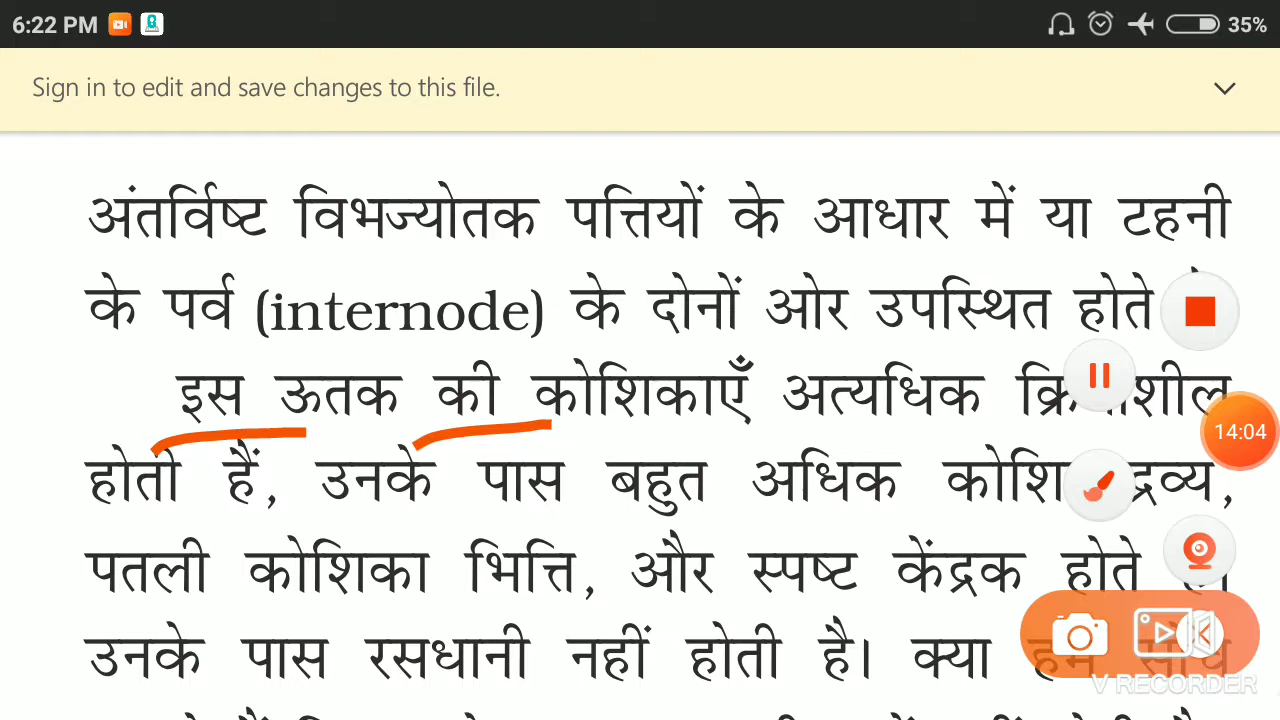 6:22 PM
35%
Sign in to edit and save changes to this file.
अंतर्विष्ट विभज्योतक पत्तियों के आधार में या टहनी
के पर्व (internode) के दोनों ओर उपस्थित होते
इस ऊतक की कोशिकाएँ अत्यधिक क्रियाशील
14:04
होती हैं, उनके पास बहुत अधिक कोशिका द्रव्य,
पतली कोशिका भित्ति, और स्पष्ट केंद्रक होते हैं।
उनके पास रसधानी नहीं होती है। क्या हम सोच
V RECORDER